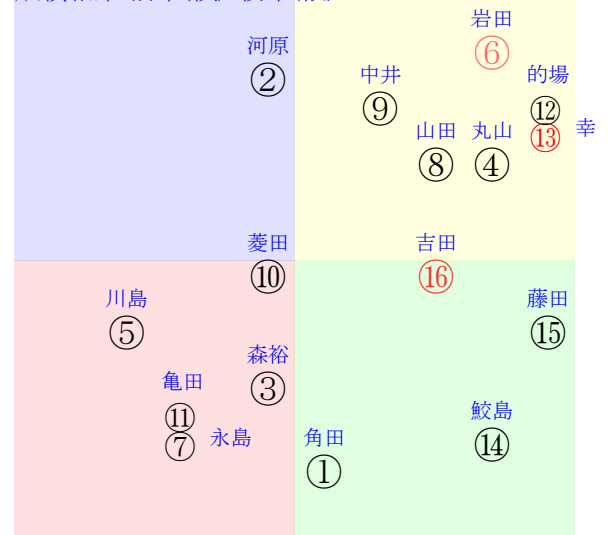 岩田
⑥
河原
②
中井
⑨
的場
⑫
⑬ 幸
山田
⑧
丸山
④
菱田
⑩
吉田
⑯
川島
⑤
藤田
⑮
森裕
③
亀田
⑪
⑦ 永島
鮫島
⑭
角田
①